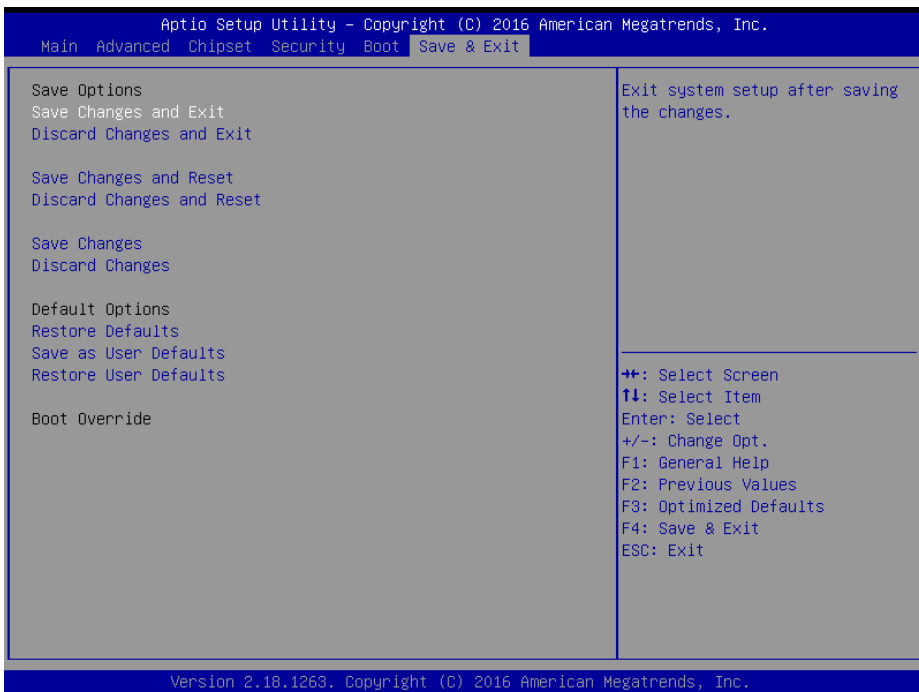 Aptio Setup Utility – Copyright (C) 2016 American Megatrends, Inc.
Main Advanced Chipset Security Boot Save & Exit
Save Options
Save Changes and Exit
Discard Changes and Exit
Save Changes and Reset
Discard Changes and Reset
Save Changes
Discard Changes
Default Options
Restore Defaults
Save as User Defaults
Restore User Defaults
Boot Override
Exit system setup after saving
the changes.
→←: Select Screen
↑↓: Select Item
Enter: Select
+/-: Change Opt.
F1: General Help
F2: Previous Values
F3: Optimized Defaults
F4: Save & Exit
ESC: Exit
Version 2.18.1263. Copyright (C) 2016 American Megatrends, Inc.